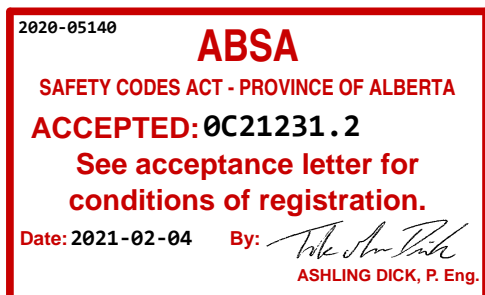 2020-05140
ABSA
SAFETY CODES ACT - PROVINCE OF ALBERTA
ACCEPTED: 0C21231.2
See acceptance letter for
conditions of registration.
Date: 2021-02-04 By:
ASHLING DICK, P. Eng.